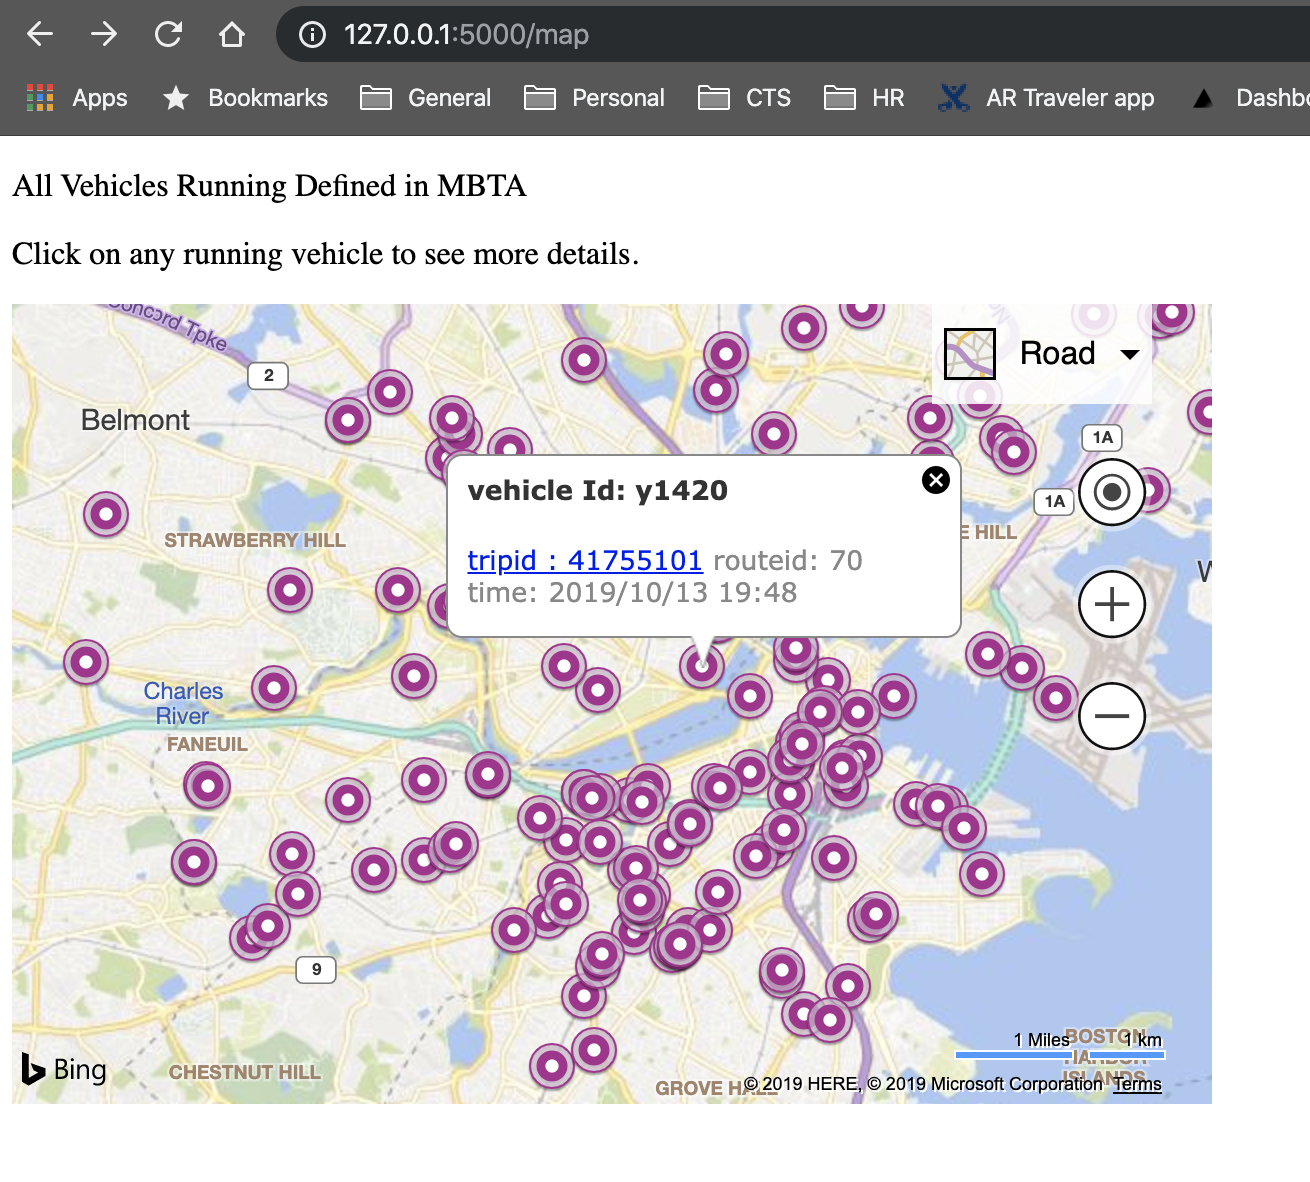 127.0.0.1:5000/map
Apps Bookmarks General Personal CTS HR AR Traveler app Dashbo
All Vehicles Running Defined in MBTA
Click on any running vehicle to see more details.
Concord Tpke
2
Road
Belmont
1A
vehicle Id: y1420
1A
STRAWBERRY HILL
E HILL
tripid : 41755101 routeid: 70
W
time: 2019/10/13 19:48
Charles
River
FANEUIL
9
1 Miles
1 km
BOSTON
HARBOR
ISLANDS
Bing
CHESTNUT HILL
GROVE HALL
© 2019 HERE, © 2019 Microsoft Corporation Terms